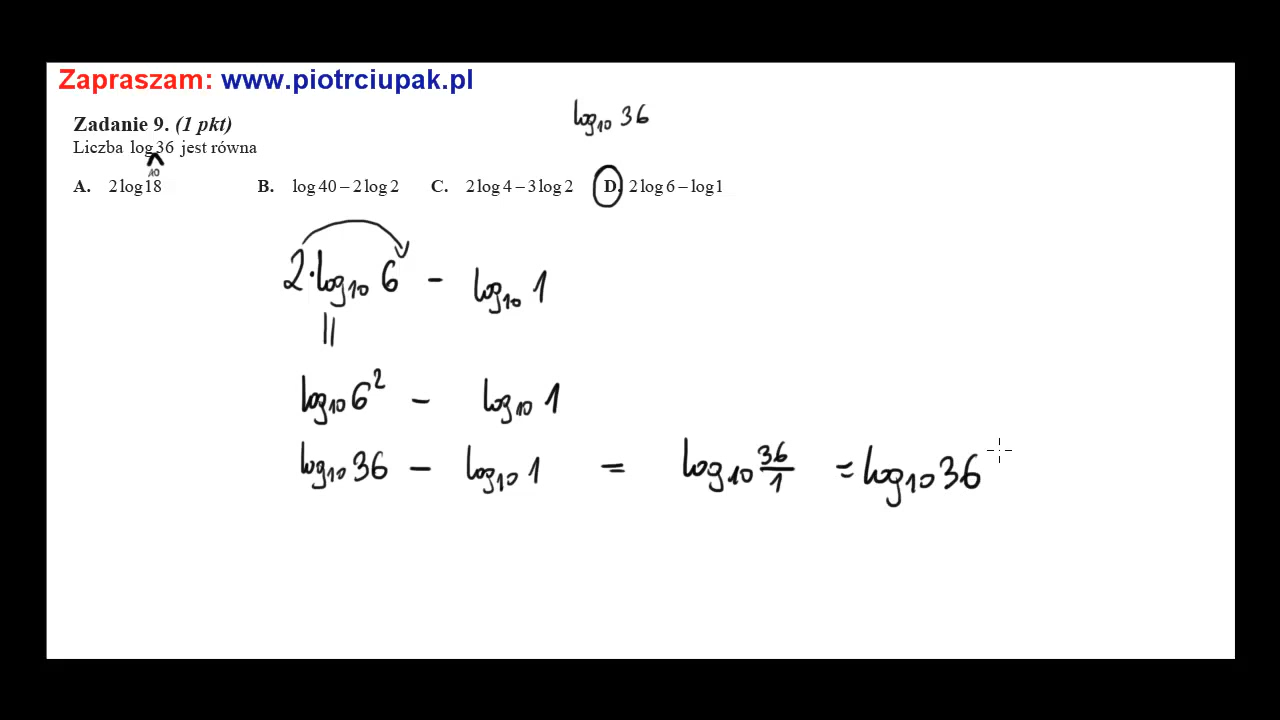 Zapraszam: www.piotrciupak.pl
log₁₀ 36
Zadanie 9. (1 pkt)
Liczba log 36 jest równa
10
A. 2 log 18 B. log 40 – 2 log 2 C. 2 log 4 – 3 log 2 D. 2 log 6 – log 1
2·log₁₀ 6 – log₁₀ 1
||
log₁₀ 6² – log₁₀ 1
log₁₀ 36 – log₁₀ 1 = log₁₀ 36/1 = log₁₀ 36